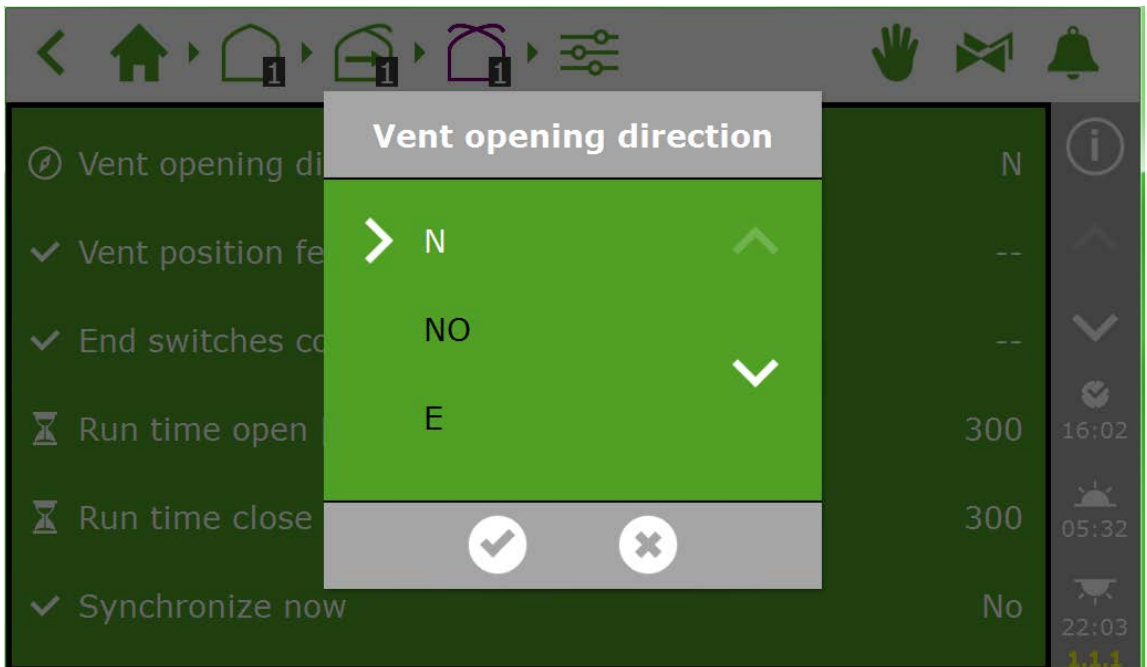 1 1 1
Vent opening direction
Vent opening di N
Vent position fe --
End switches co --
Run time open 300
Run time close 300
Synchronize now No
N
NO
E
i
16:02
05:32
22:03
1.1.1